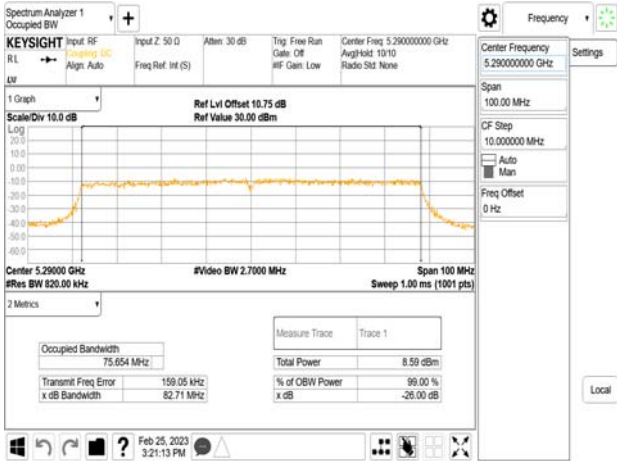 Spectrum Analyzer 1
Occupied BW
KEYSIGHT
RL
Input: RF
Coupling: DC
Align: Auto
Input Z: 50 Ω
Freq Ref: Int (S)
Atten: 30 dB
Trig: Free Run
Gate: Off
#IF Gain: Low
Center Freq: 5.290000000 GHz
Avg|Hold: 10/10
Radio Std: None
1 Graph
Scale/Div 10.0 dB
Ref Lvl Offset 10.75 dB
Ref Value 30.00 dBm
Log
20.0
10.0
0.00
-10.0
-20.0
-30.0
-40.0
-50.0
-60.0
Center 5.29000 GHz
#Res BW 820.00 kHz
#Video BW 2.7000 MHz
Span 100 MHz
Sweep 1.00 ms (1001 pts)
2 Metrics
Measure Trace Trace 1
Occupied Bandwidth
75.654 MHz
Total Power 8.59 dBm
Transmit Freq Error 159.05 kHz
% of OBW Power 99.00 %
x dB Bandwidth 82.71 MHz
x dB -26.00 dB
Feb 25, 2023
3:21:13 PM
Frequency
Settings
Center Frequency
5.290000000 GHz
Span
100.00 MHz
CF Step
10.000000 MHz
Auto
Man
Freq Offset
0 Hz
Local